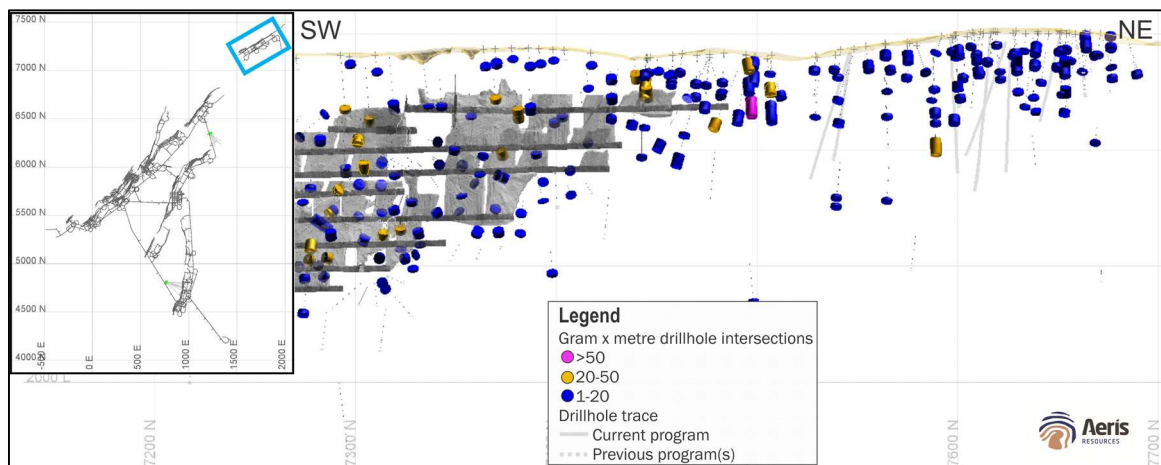 7500 N
7000 N
6500 N
6000 N
5500 N
5000 N
4500 N
4000 N
-500 E
0 E
500 E
1000 E
1500 E
2000 E
SW
NE
Legend
Gram x metre drillhole intersections
>50
20-50
1-20
Drillhole trace
Current program
Previous program(s)
7200 N
7300 N
7600 N
7700 N
Aeris
RESOURCES